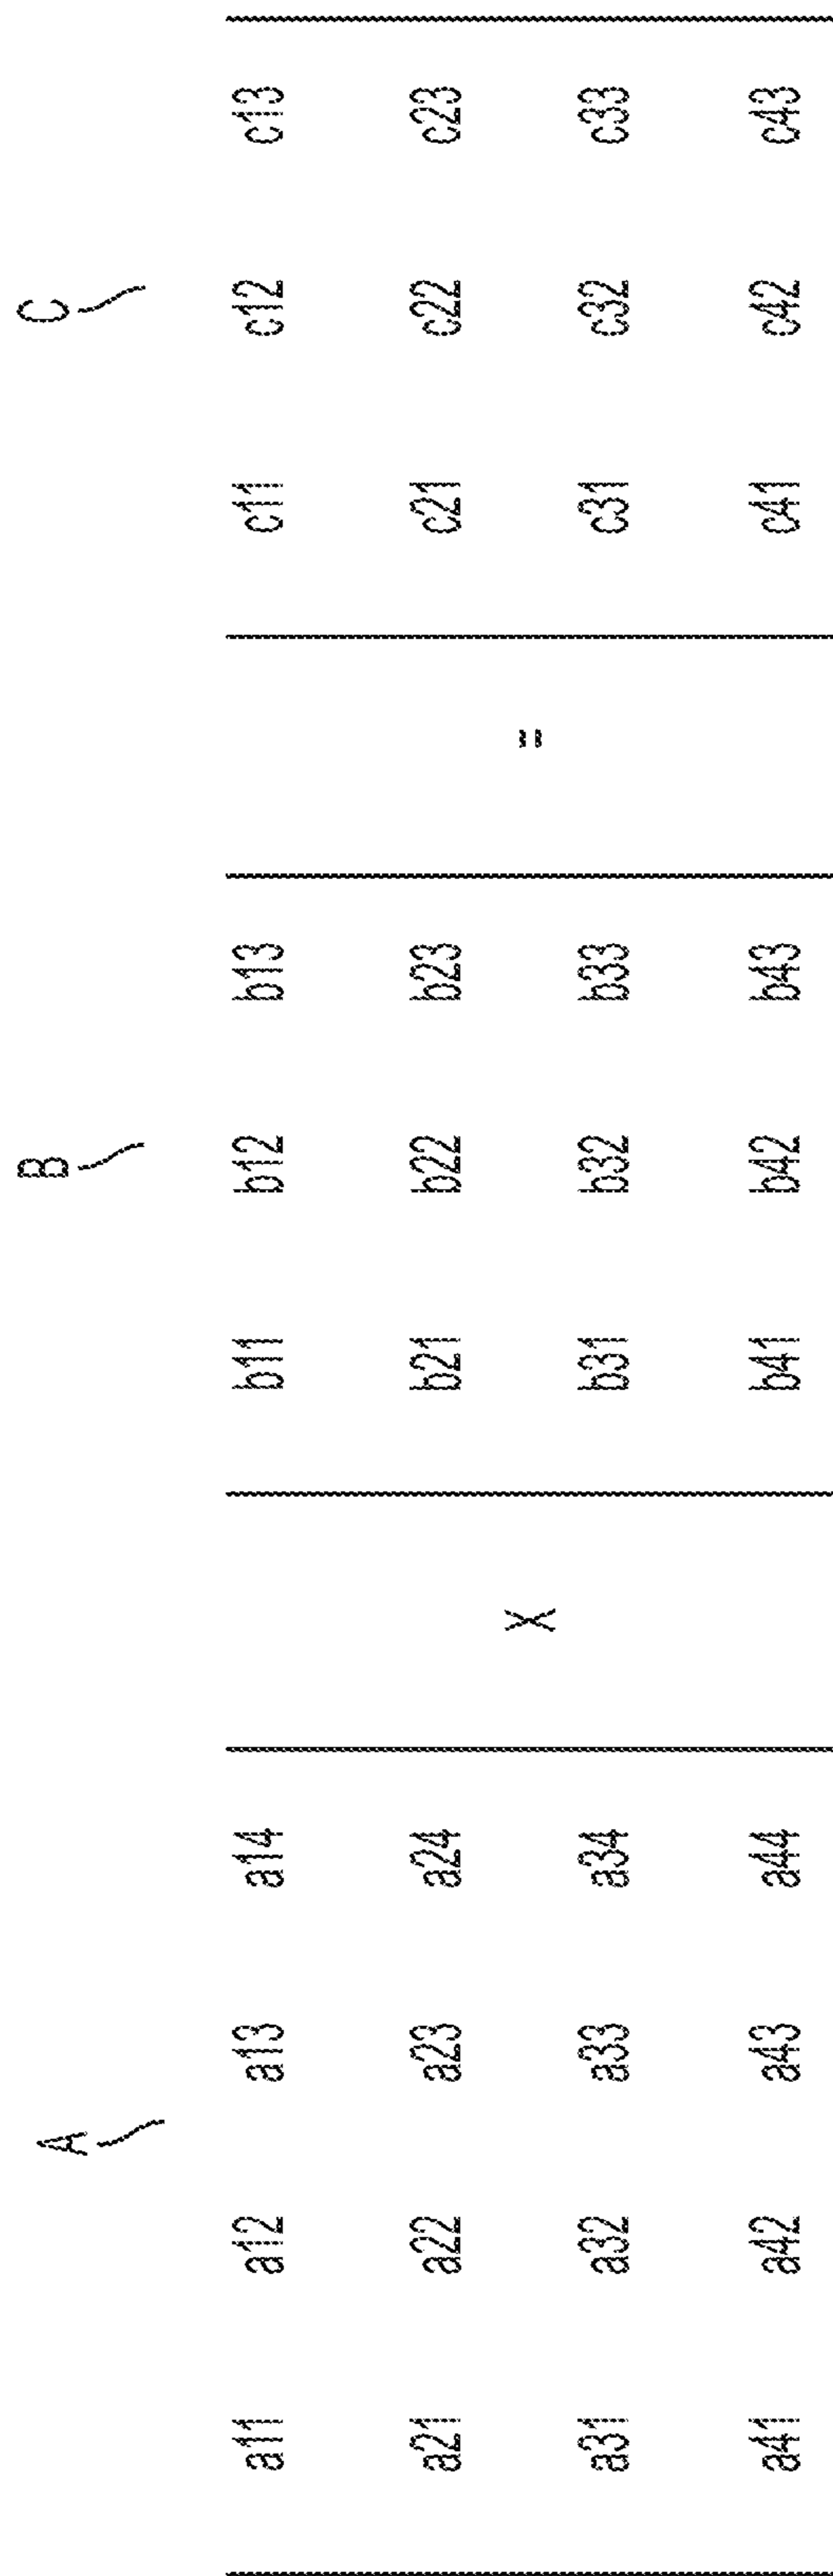 A B C
a11 a12 a13 a14 b11 b12 b13 c11 c12 c13
a21 a22 a23 a24 b21 b22 b23 c21 c22 c23
X =
a31 a32 a33 a34 b31 b32 b33 c31 c32 c33
a41 a42 a43 a44 b41 b42 b43 c41 c42 c43